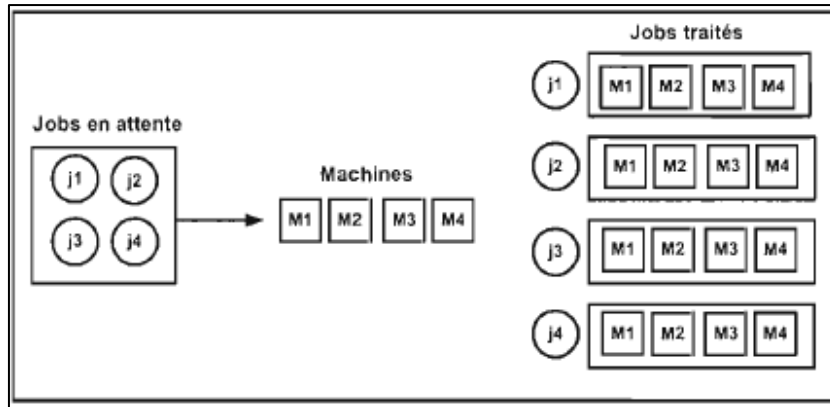 Jobs en attente
j1 j2
j3 j4
Machines
M1 M2 M3 M4
Jobs traités
j1 M1 M2 M3 M4
j2 M1 M2 M3 M4
j3 M1 M2 M3 M4
j4 M1 M2 M3 M4